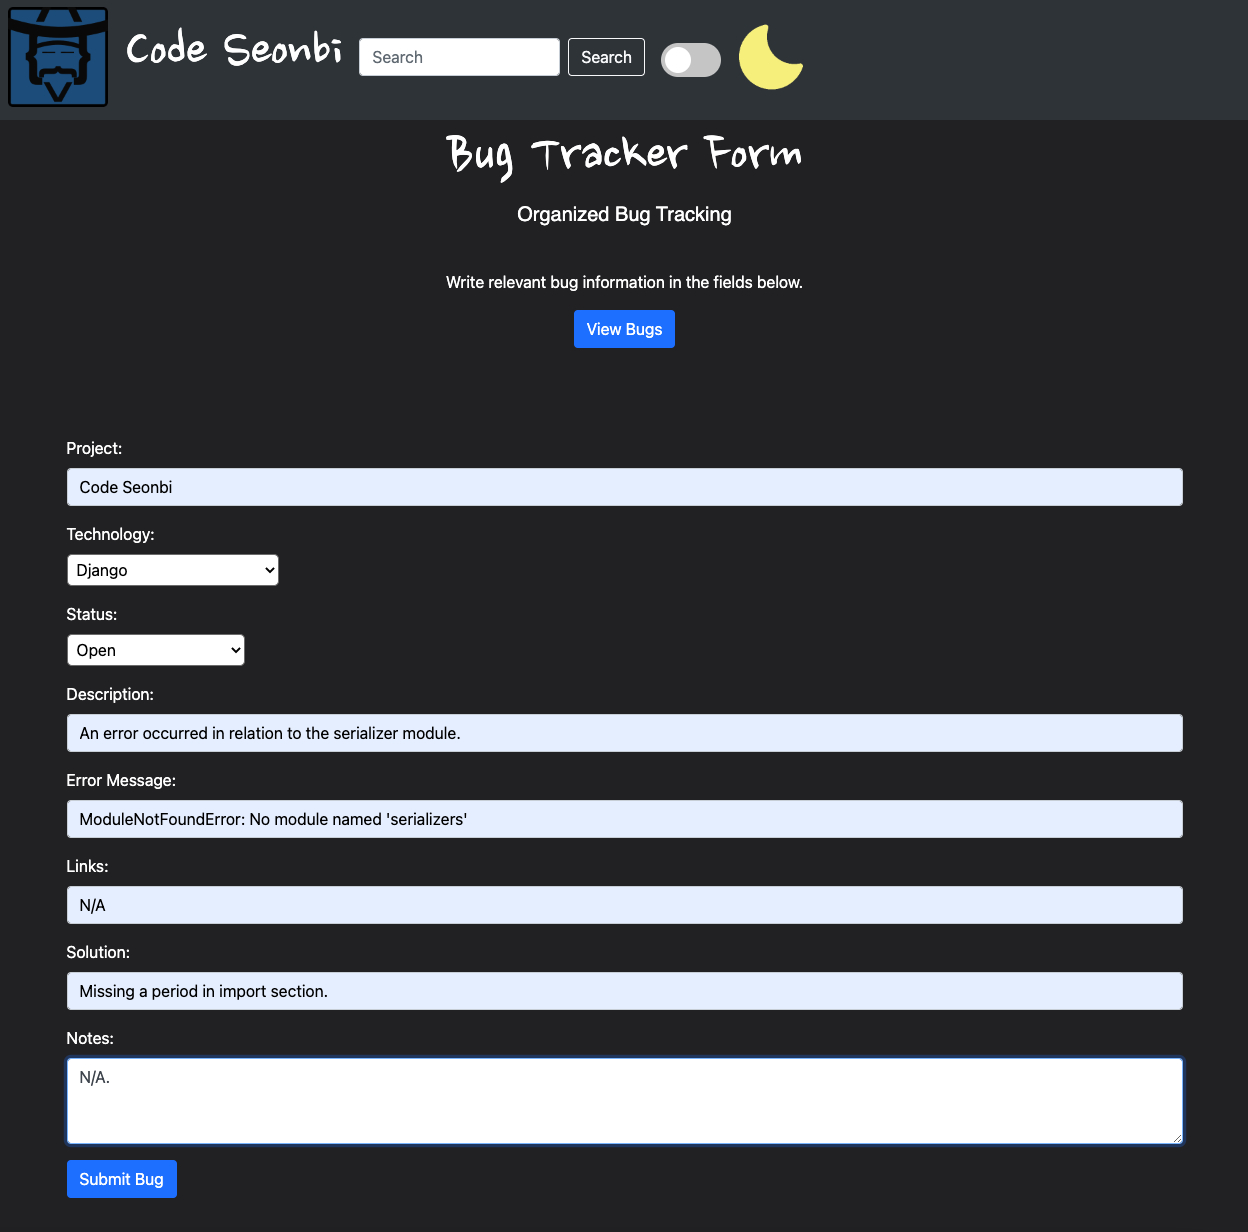 Code Seonbi
Search
Search
Bug Tracker Form
Organized Bug Tracking
Write relevant bug information in the fields below.
View Bugs
Project:
Code Seonbi
Technology:
Django
Status:
Open
Description:
An error occurred in relation to the serializer module.
Error Message:
ModuleNotFoundError: No module named 'serializers'
Links:
N/A
Solution:
Missing a period in import section.
Notes:
N/A.
Submit Bug